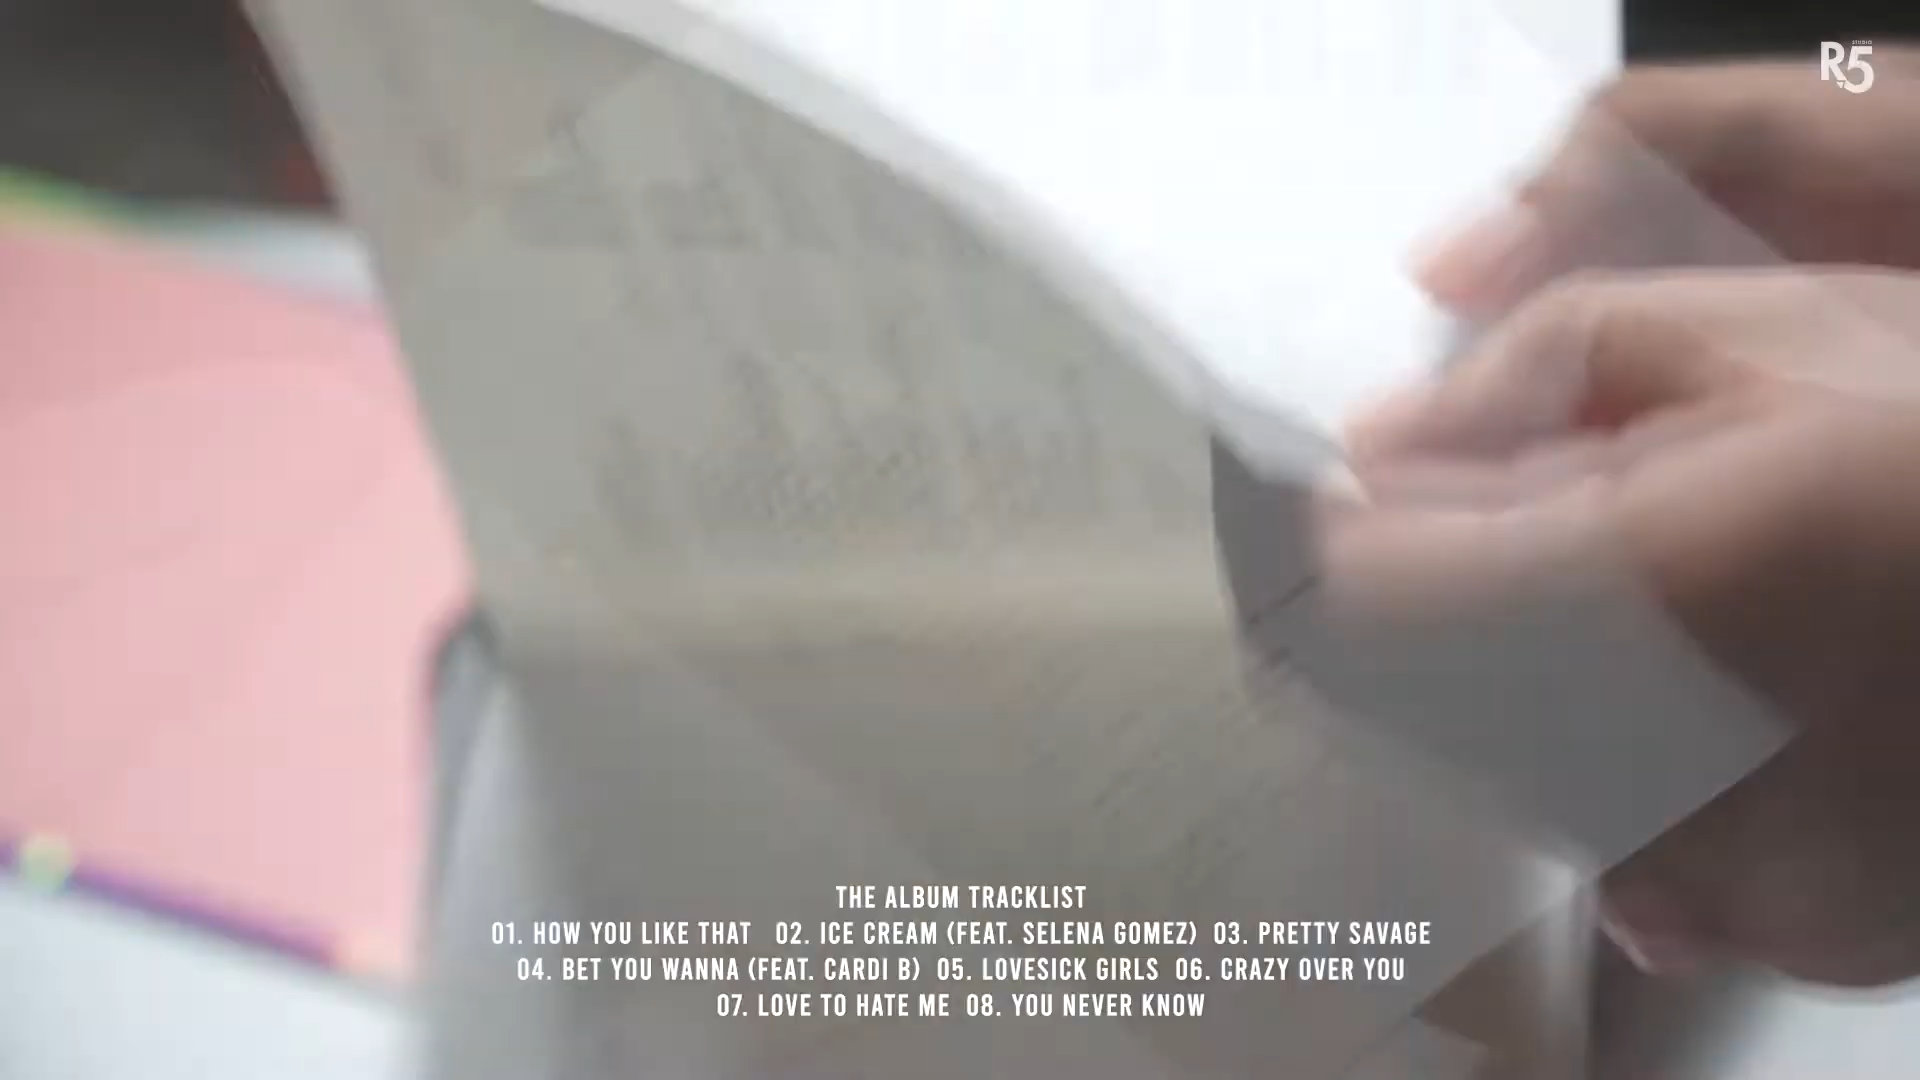 STUDIO
R5
THE ALBUM TRACKLIST
01. HOW YOU LIKE THAT 02. ICE CREAM (FEAT. SELENA GOMEZ) 03. PRETTY SAVAGE
04. BET YOU WANNA (FEAT. CARDI B) 05. LOVESICK GIRLS 06. CRAZY OVER YOU
07. LOVE TO HATE ME 08. YOU NEVER KNOW